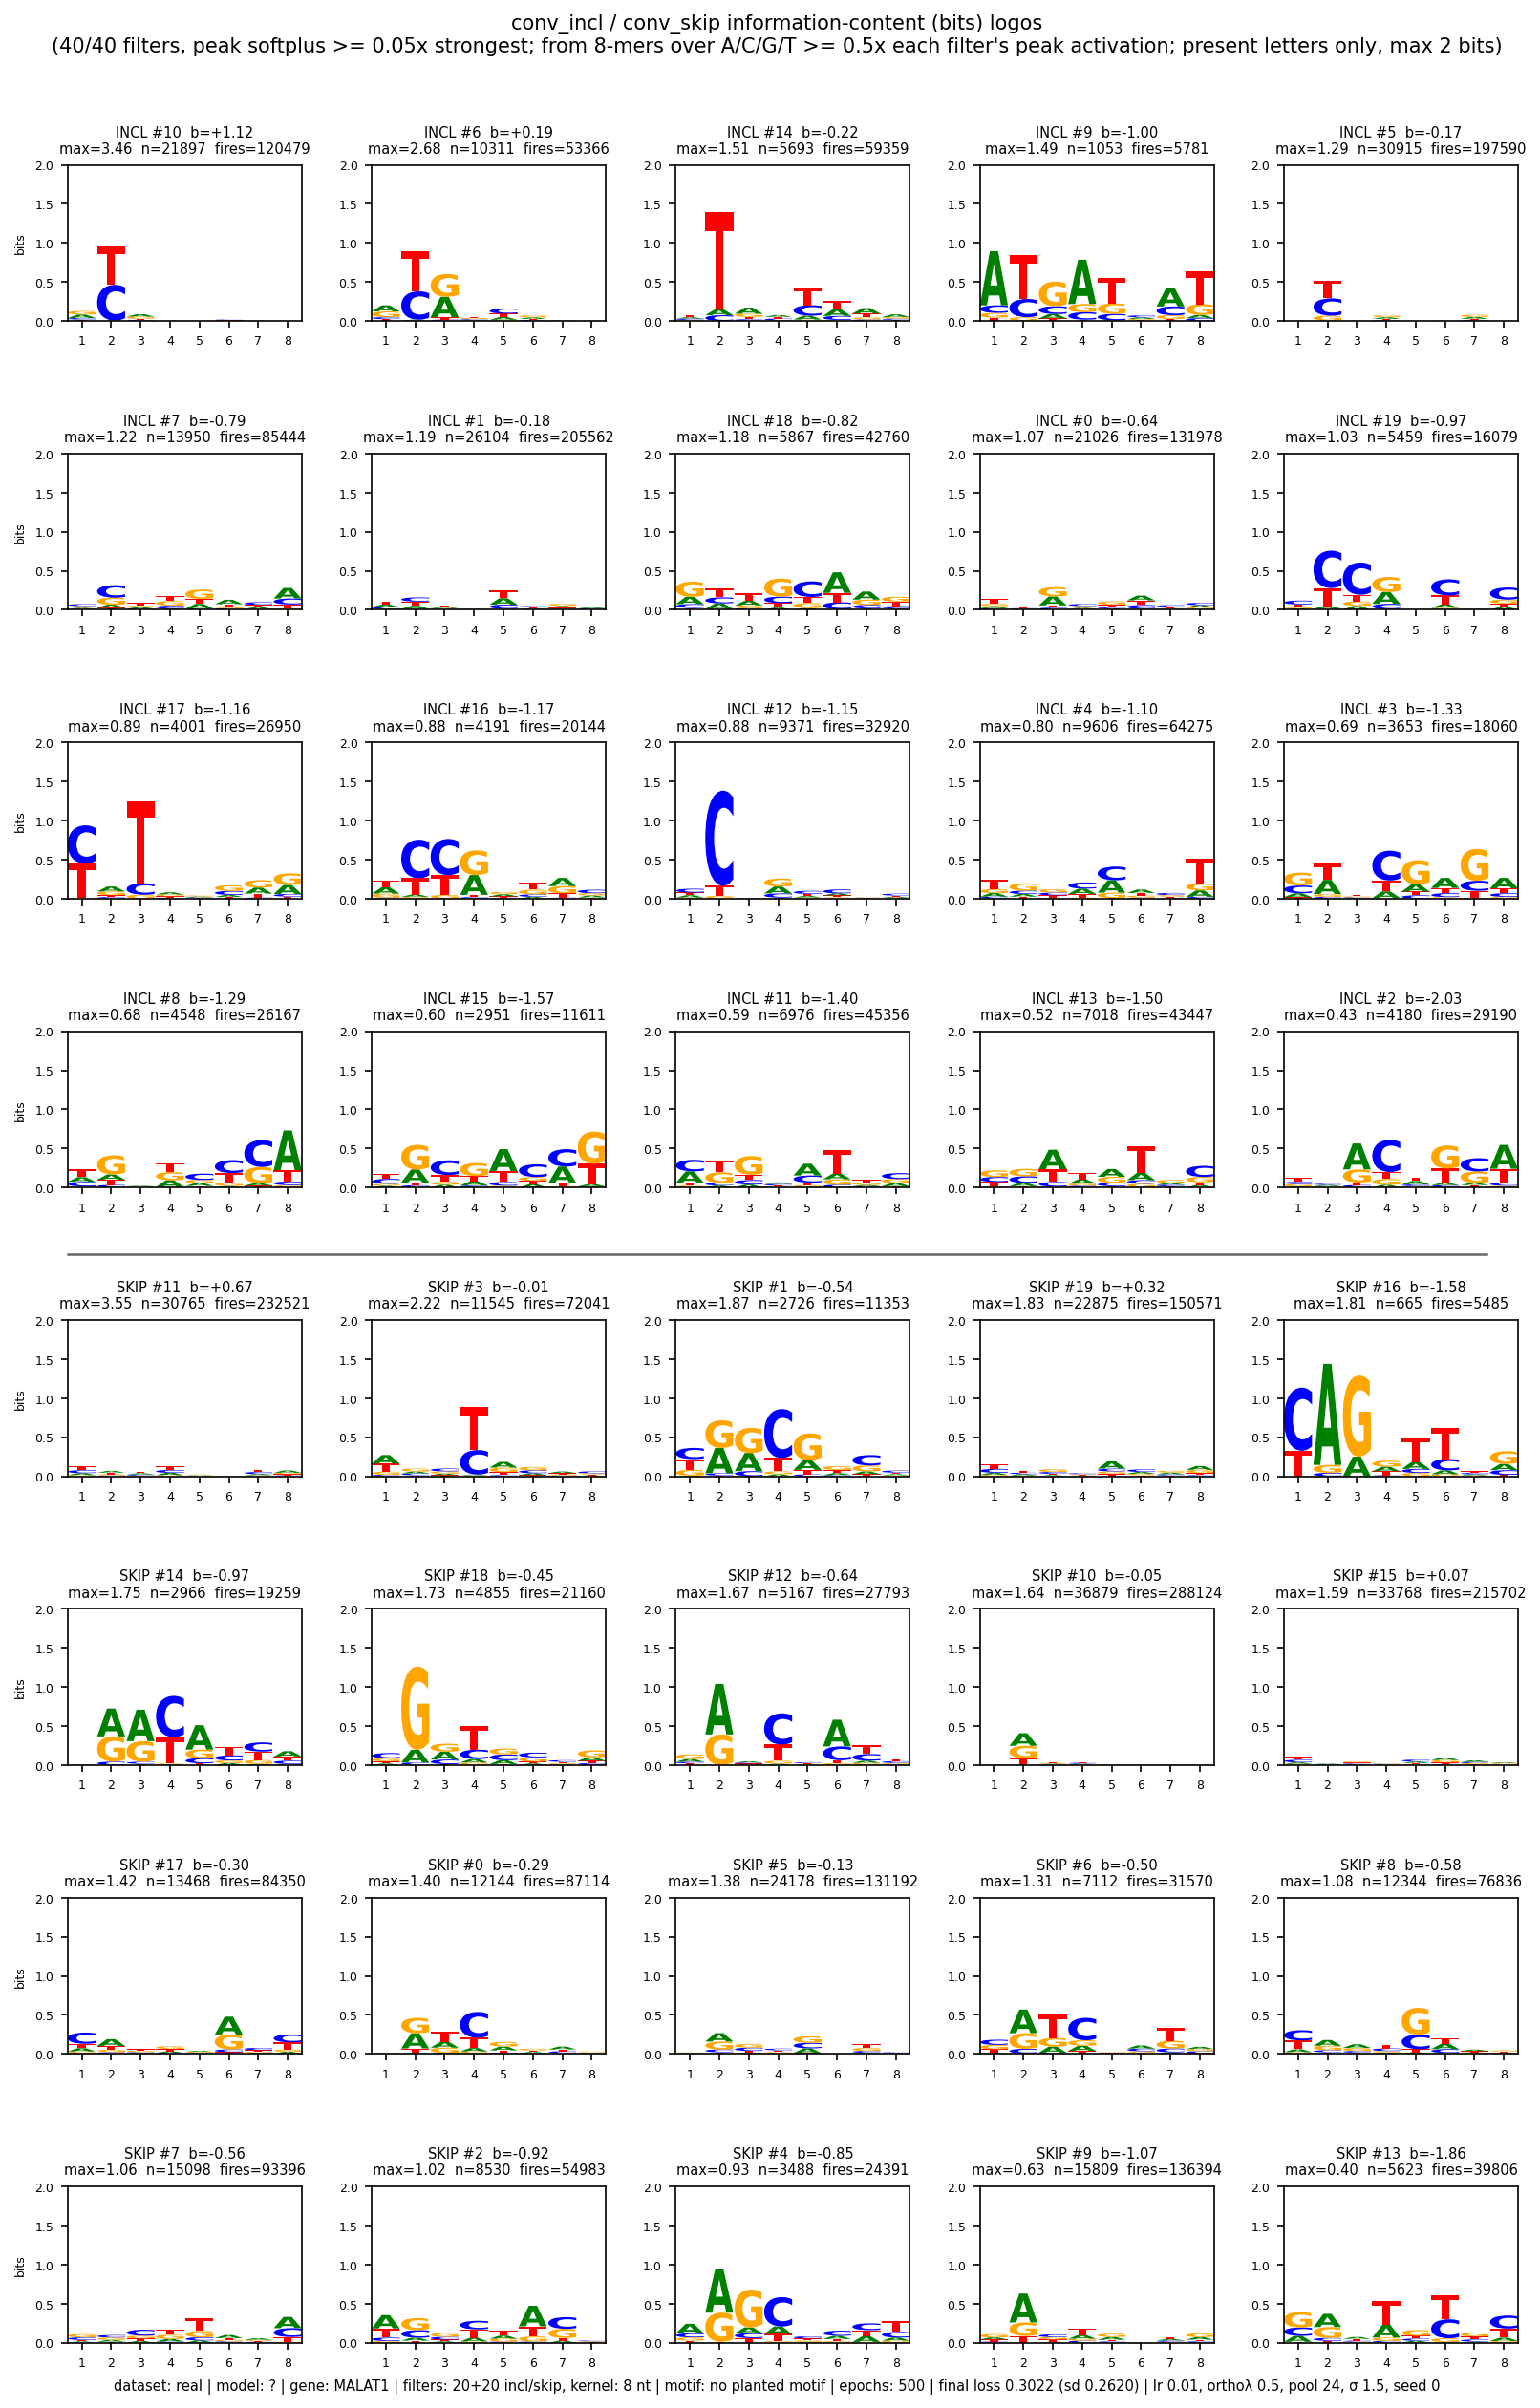 conv_incl / conv_skip information-content (bits) logos
(40/40 filters, peak softplus >= 0.05x strongest; from 8-mers over A/C/G/T >= 0.5x each filter's peak activation; present letters only, max 2 bits)
INCL #10 b=+1.12
max=3.46 n=21897 fires=120479
INCL #6 b=+0.19
max=2.68 n=10311 fires=53366
INCL #14 b=-0.22
max=1.51 n=5693 fires=59359
INCL #9 b=-1.00
max=1.49 n=1053 fires=5781
INCL #5 b=-0.17
max=1.29 n=30915 fires=197590
INCL #7 b=-0.79
max=1.22 n=13950 fires=85444
INCL #1 b=-0.18
max=1.19 n=26104 fires=205562
INCL #18 b=-0.82
max=1.18 n=5867 fires=42760
INCL #0 b=-0.64
max=1.07 n=21026 fires=131978
INCL #19 b=-0.97
max=1.03 n=5459 fires=16079
INCL #17 b=-1.16
max=0.89 n=4001 fires=26950
INCL #16 b=-1.17
max=0.88 n=4191 fires=20144
INCL #12 b=-1.15
max=0.88 n=9371 fires=32920
INCL #4 b=-1.10
max=0.80 n=9606 fires=64275
INCL #3 b=-1.33
max=0.69 n=3653 fires=18060
INCL #8 b=-1.29
max=0.68 n=4548 fires=26167
INCL #15 b=-1.57
max=0.60 n=2951 fires=11611
INCL #11 b=-1.40
max=0.59 n=6976 fires=45356
INCL #13 b=-1.50
max=0.52 n=7018 fires=43447
INCL #2 b=-2.03
max=0.43 n=4180 fires=29190
SKIP #11 b=+0.67
max=3.55 n=30765 fires=232521
SKIP #3 b=-0.01
max=2.22 n=11545 fires=72041
SKIP #1 b=-0.54
max=1.87 n=2726 fires=11353
SKIP #19 b=+0.32
max=1.83 n=22875 fires=150571
SKIP #16 b=-1.58
max=1.81 n=665 fires=5485
SKIP #14 b=-0.97
max=1.75 n=2966 fires=19259
SKIP #18 b=-0.45
max=1.73 n=4855 fires=21160
SKIP #12 b=-0.64
max=1.67 n=5167 fires=27793
SKIP #10 b=-0.05
max=1.64 n=36879 fires=288124
SKIP #15 b=+0.07
max=1.59 n=33768 fires=215702
SKIP #17 b=-0.30
max=1.42 n=13468 fires=84350
SKIP #0 b=-0.29
max=1.40 n=12144 fires=87114
SKIP #5 b=-0.13
max=1.38 n=24178 fires=131192
SKIP #6 b=-0.50
max=1.31 n=7112 fires=31570
SKIP #8 b=-0.58
max=1.08 n=12344 fires=76836
SKIP #7 b=-0.56
max=1.06 n=15098 fires=93396
SKIP #2 b=-0.92
max=1.02 n=8530 fires=54983
SKIP #4 b=-0.85
max=0.93 n=3488 fires=24391
SKIP #9 b=-1.07
max=0.63 n=15809 fires=136394
SKIP #13 b=-1.86
max=0.40 n=5623 fires=39806
dataset: real | model: ? | gene: MALAT1 | filters: 20+20 incl/skip, kernel: 8 nt | motif: no planted motif | epochs: 500 | final loss 0.3022 (sd 0.2620) | lr 0.01, orthoλ 0.5, pool 24, σ 1.5, seed 0